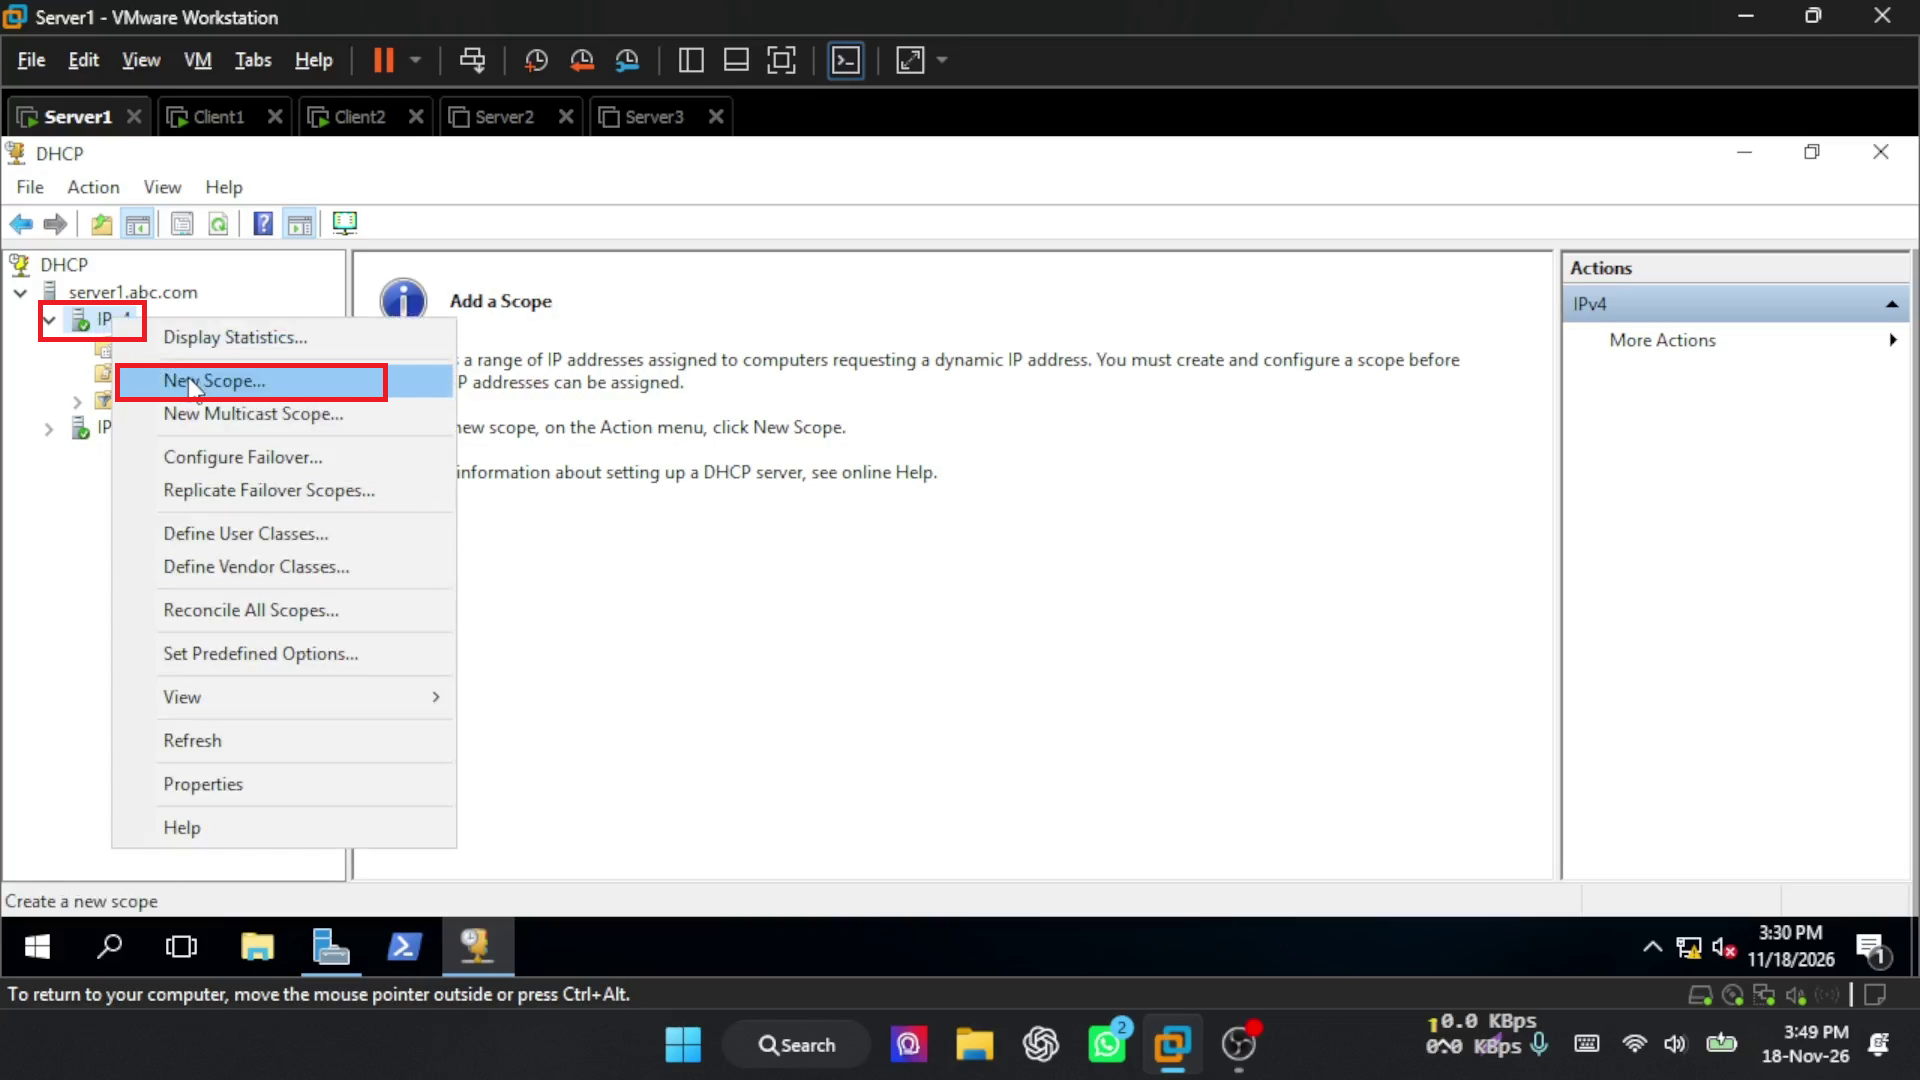 Server1 - VMware Workstation
File Edit View VM Tabs Help
Server1 Client1 Client2 Server2 Server3
DHCP
File Action View Help
DHCP
server1.abc.com
Display Statistics...
New Scope...
New Multicast Scope...
Configure Failover...
Replicate Failover Scopes...
Define User Classes...
Define Vendor Classes...
Reconcile All Scopes...
Set Predefined Options...
View
Refresh
Properties
Help
Add a Scope
a range of IP addresses assigned to computers requesting a dynamic IP address. You must create and configure a scope before
P addresses can be assigned.
new scope, on the Action menu, click New Scope.
information about setting up a DHCP server, see online Help.
Actions
IPv4
More Actions
Create a new scope
3:30 PM
11/18/2026
1
To return to your computer, move the mouse pointer outside or press Ctrl+Alt.
Search
2
0.0 KBps
0.0 KBps
3:49 PM
18-Nov-26